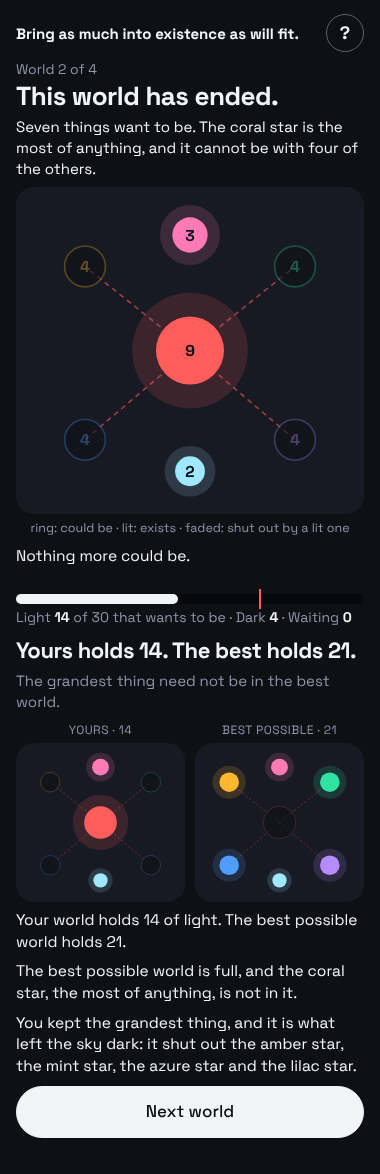 Bring as much into existence as will fit.
?
World 2 of 4
This world has ended.
Seven things want to be. The coral star is the
most of anything, and it cannot be with four of
the others.
3
4
4
9
4
4
2
ring: could be · lit: exists · faded: shut out by a lit one
Nothing more could be.
Light 14 of 30 that wants to be · Dark 4 · Waiting 0
Yours holds 14. The best holds 21.
The grandest thing need not be in the best
world.
YOURS · 14
BEST POSSIBLE · 21
Your world holds 14 of light. The best possible
world holds 21.
The best possible world is full, and the coral
star, the most of anything, is not in it.
You kept the grandest thing, and it is what
left the sky dark: it shut out the amber star,
the mint star, the azure star and the lilac star.
Next world